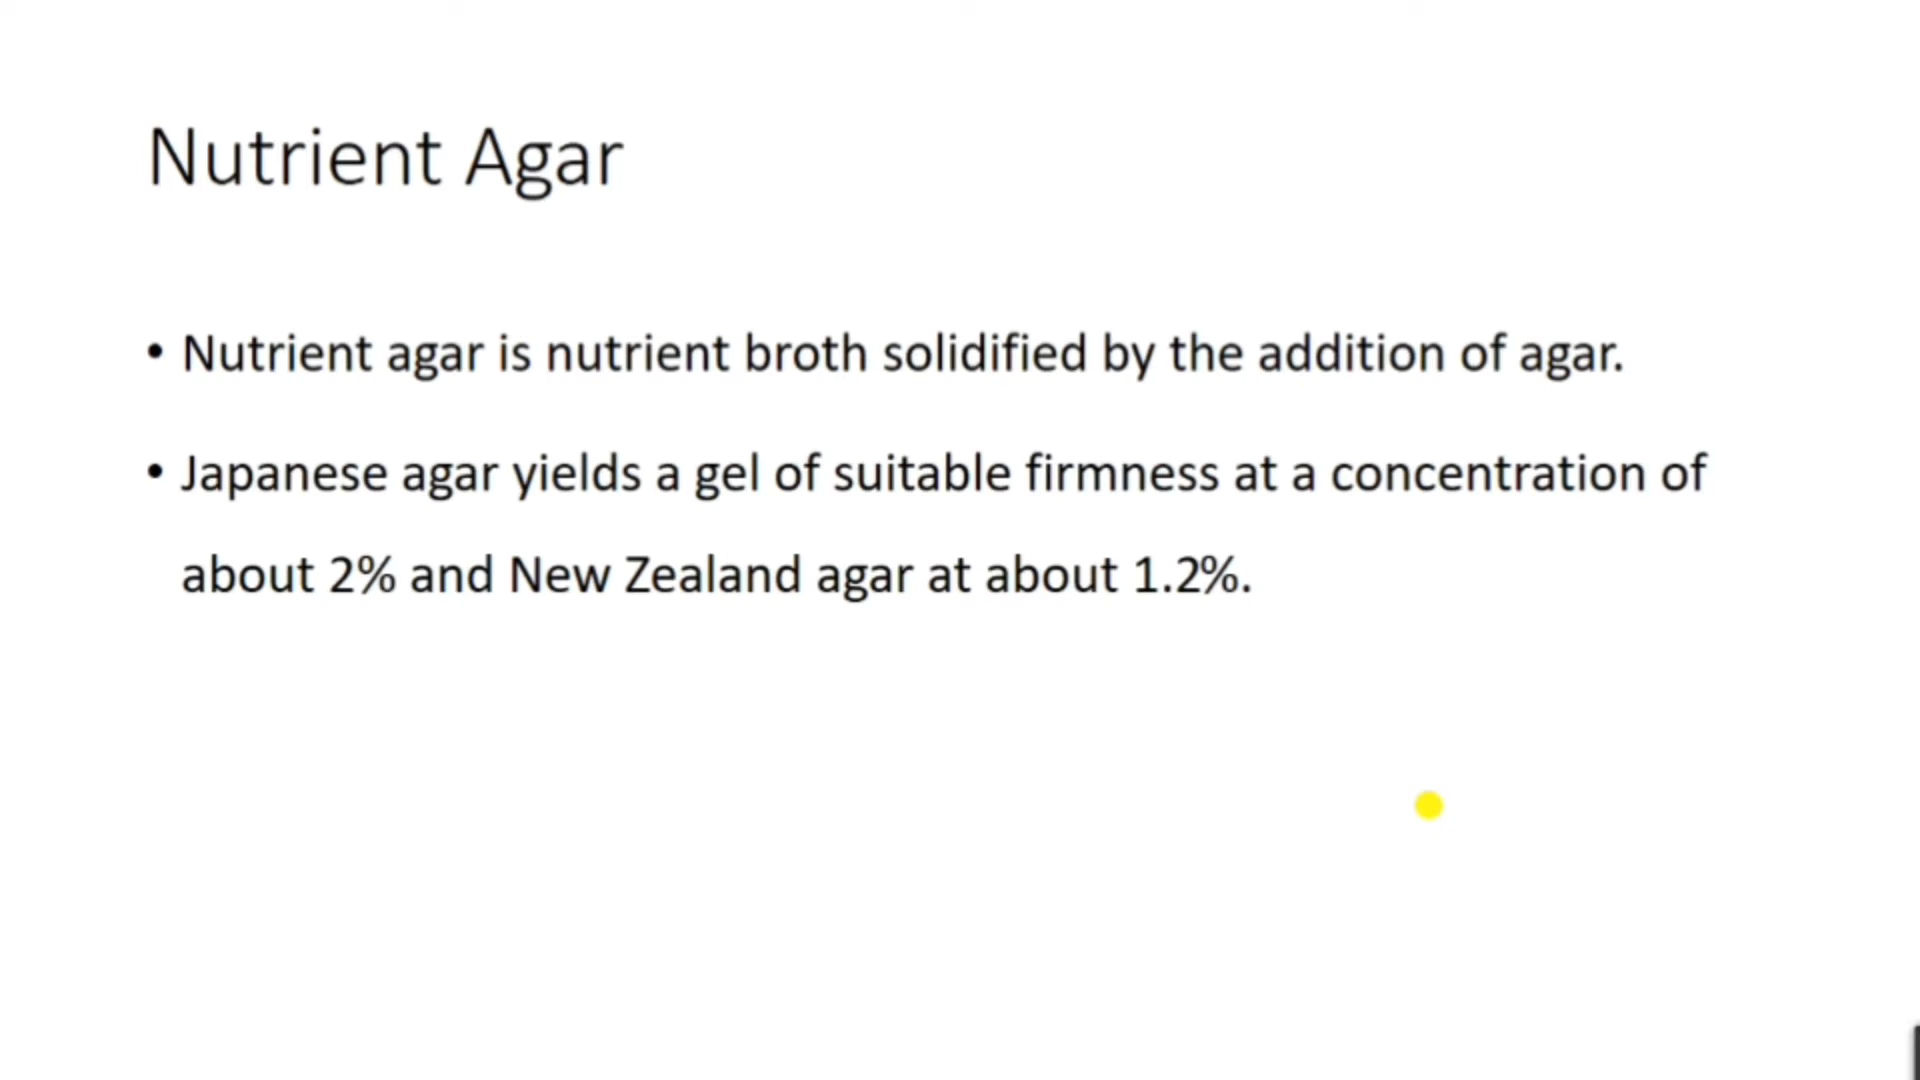 Nutrient Agar
• Nutrient agar is nutrient broth solidified by the addition of agar.
• Japanese agar yields a gel of suitable firmness at a concentration of
about 2% and New Zealand agar at about 1.2%.